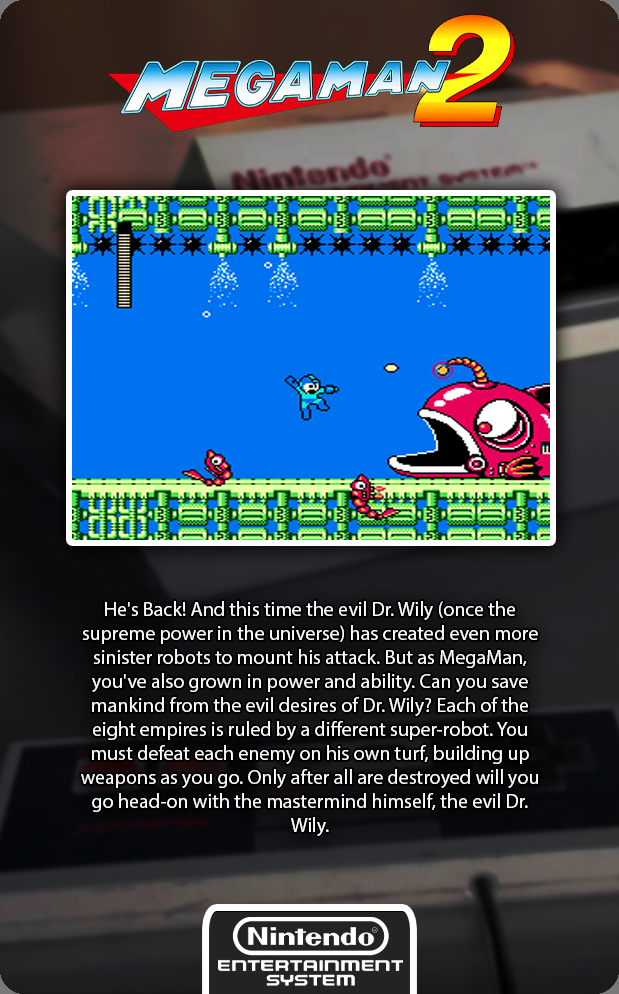 MEGAMAN 2
Nintendo
SYSTEM™
He's Back! And this time the evil Dr. Wily (once the
supreme power in the universe) has created even more
sinister robots to mount his attack. But as MegaMan,
you've also grown in power and ability. Can you save
mankind from the evil desires of Dr. Wily? Each of the
eight empires is ruled by a different super-robot. You
must defeat each enemy on his own turf, building up
weapons as you go. Only after all are destroyed will you
go head-on with the mastermind himself, the evil Dr.
Wily.
Nintendo®
ENTERTAINMENT
SYSTEM